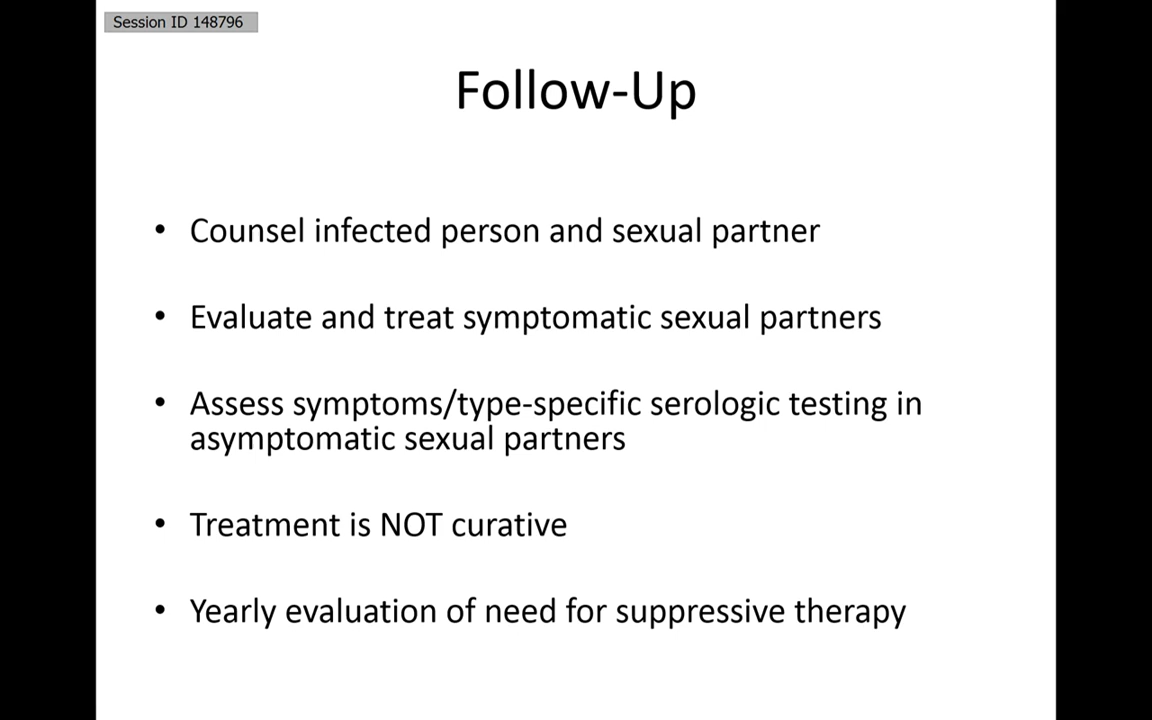 Session ID 148796
Follow-Up
• Counsel infected person and sexual partner
• Evaluate and treat symptomatic sexual partners
• Assess symptoms/type-specific serologic testing in
asymptomatic sexual partners
• Treatment is NOT curative
• Yearly evaluation of need for suppressive therapy